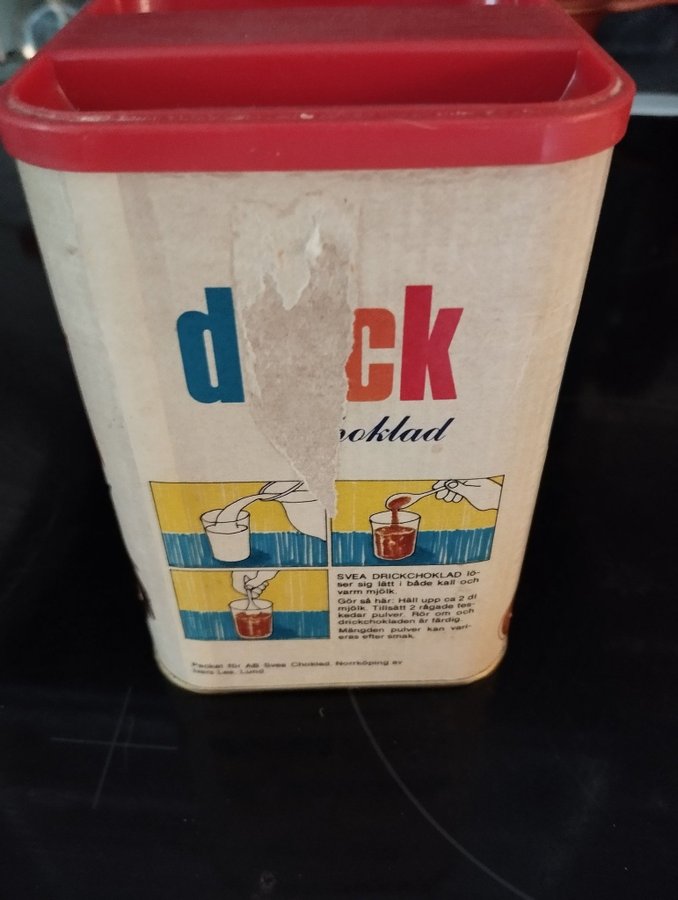 d ck
hoklad
SVEA DRICKCHOKLAD lö-
ser sig lätt i både kall och
varm mjölk.
Gör så här: Häll upp ca 2 dl
mjölk. Tillsätt 2 rågade tes-
kedar pulver. Rör om och
drickchokladen är färdig.
Mängden pulver kan vari-
eras efter smak.
Packat för AB Svea Choklad, Norrköping av
Lund